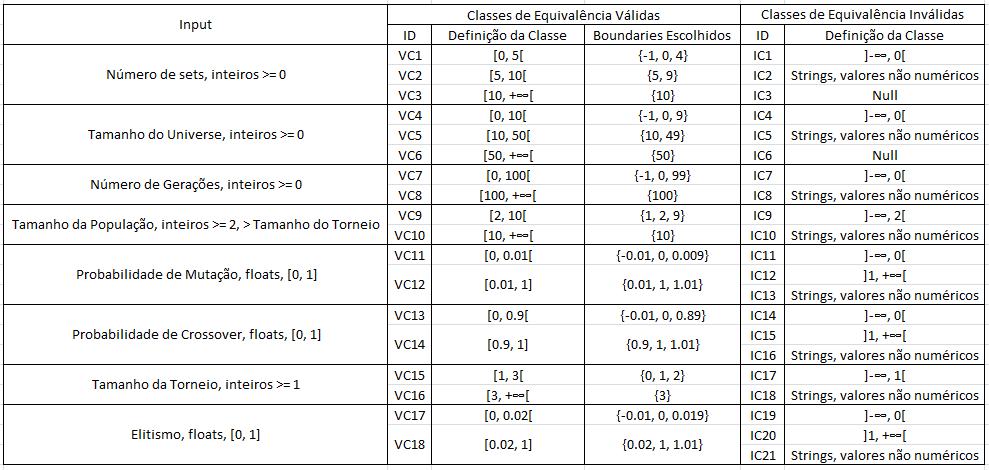 Input Classes de Equivalência Válidas Classes de Equivalência Inválidas
ID Definição da Classe Boundaries Escolhidos ID Definição da Classe
Número de sets, inteiros >= 0
VC1 [0, 5[ {-1, 0, 4} IC1 ]-∞, 0[
VC2 [5, 10[ {5, 9} IC2 Strings, valores não numéricos
VC3 [10, +∞[ {10} IC3 Null
Tamanho do Universe, inteiros >= 0
VC4 [0, 10[ {-1, 0, 9} IC4 ]-∞, 0[
VC5 [10, 50[ {10, 49} IC5 Strings, valores não numéricos
VC6 [50, +∞[ {50} IC6 Null
Número de Gerações, inteiros >= 0
VC7 [0, 100[ {-1, 0, 99} IC7 ]-∞, 0[
VC8 [100, +∞[ {100} IC8 Strings, valores não numéricos
Tamanho da População, inteiros >= 2, > Tamanho do Torneio
VC9 [2, 10[ {1, 2, 9} IC9 ]-∞, 2[
VC10 [10, +∞[ {10} IC10 Strings, valores não numéricos
Probabilidade de Mutação, floats, [0, 1]
VC11 [0, 0.01[ {-0.01, 0, 0.009} IC11 ]-∞, 0[
VC12 [0.01, 1] {0.01, 1, 1.01} IC12 ]1, +∞[
IC13 Strings, valores não numéricos
Probabilidade de Crossover, floats, [0, 1]
VC13 [0, 0.9[ {-0.01, 0, 0.89} IC14 ]-∞, 0[
VC14 [0.9, 1] {0.9, 1, 1.01} IC15 ]1, +∞[
IC16 Strings, valores não numéricos
Tamanho da Torneio, inteiros >= 1
VC15 [1, 3[ {0, 1, 2} IC17 ]-∞, 1[
VC16 [3, +∞[ {3} IC18 Strings, valores não numéricos
Elitismo, floats, [0, 1]
VC17 [0, 0.02[ {-0.01, 0, 0.019} IC19 ]-∞, 0[
VC18 [0.02, 1] {0.02, 1, 1.01} IC20 ]1, +∞[
IC21 Strings, valores não numéricos